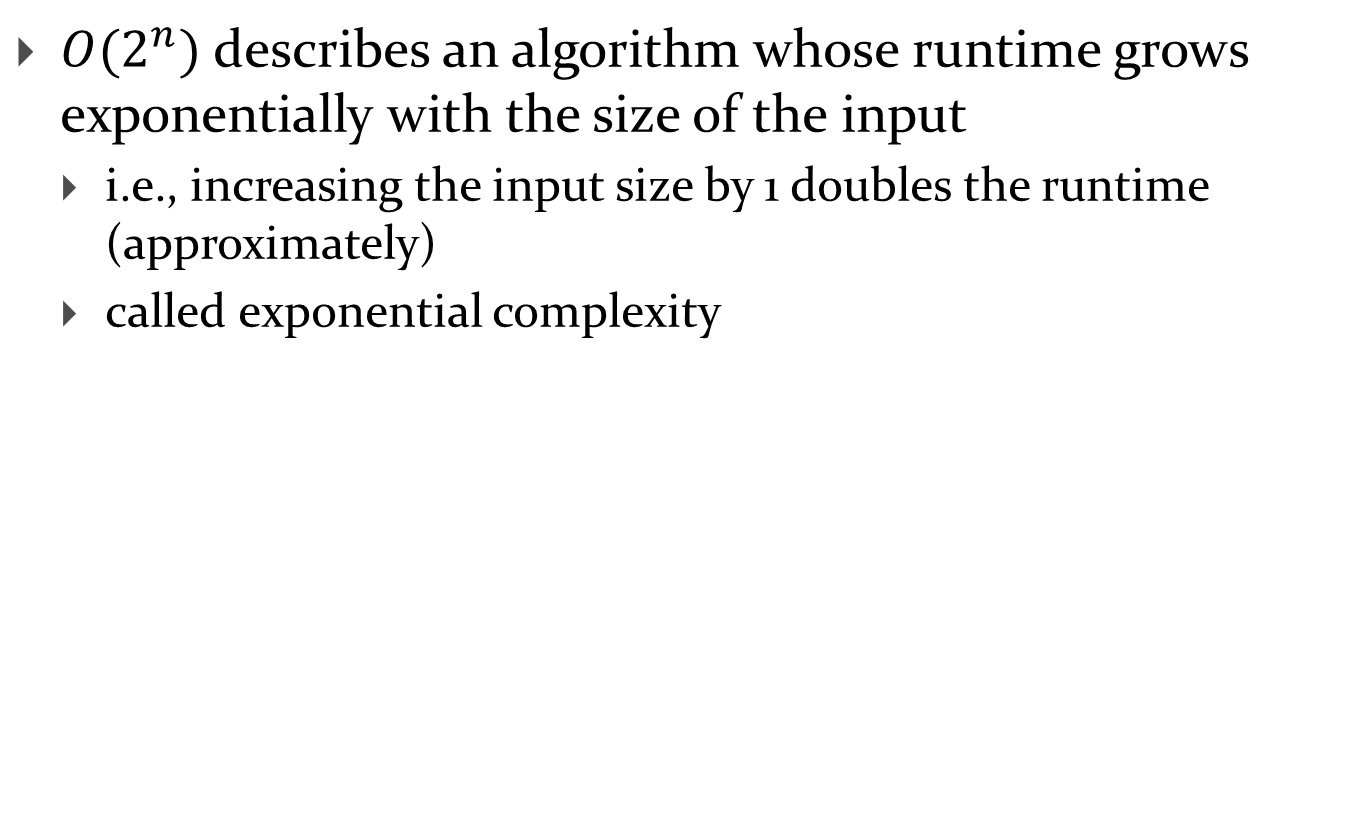 O(2ⁿ) describes an algorithm whose runtime grows
exponentially with the size of the input
i.e., increasing the input size by 1 doubles the runtime
(approximately)
called exponential complexity